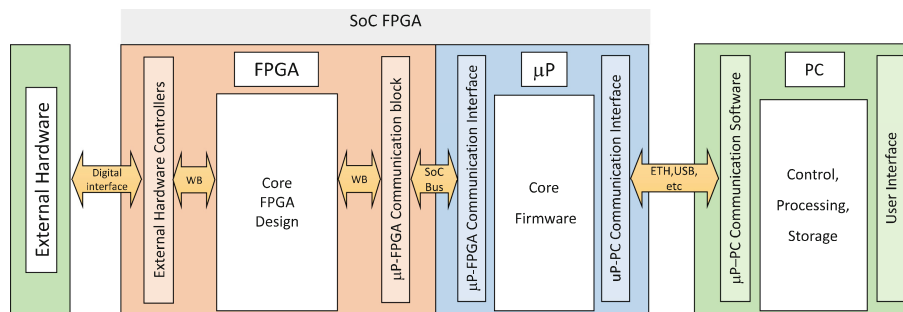 SoC FPGA
External Hardware
Digital
interface
FPGA
External Hardware Controllers
WB
Core
FPGA
Design
WB
µP-FPGA Communication block
SoC
Bus
µP
µP-FPGA Communication Interface
Core
Firmware
uP-PC Communication Interface
ETH,USB,
etc
PC
µP–PC Communication Software
Control,
Processing,
Storage
User Interface